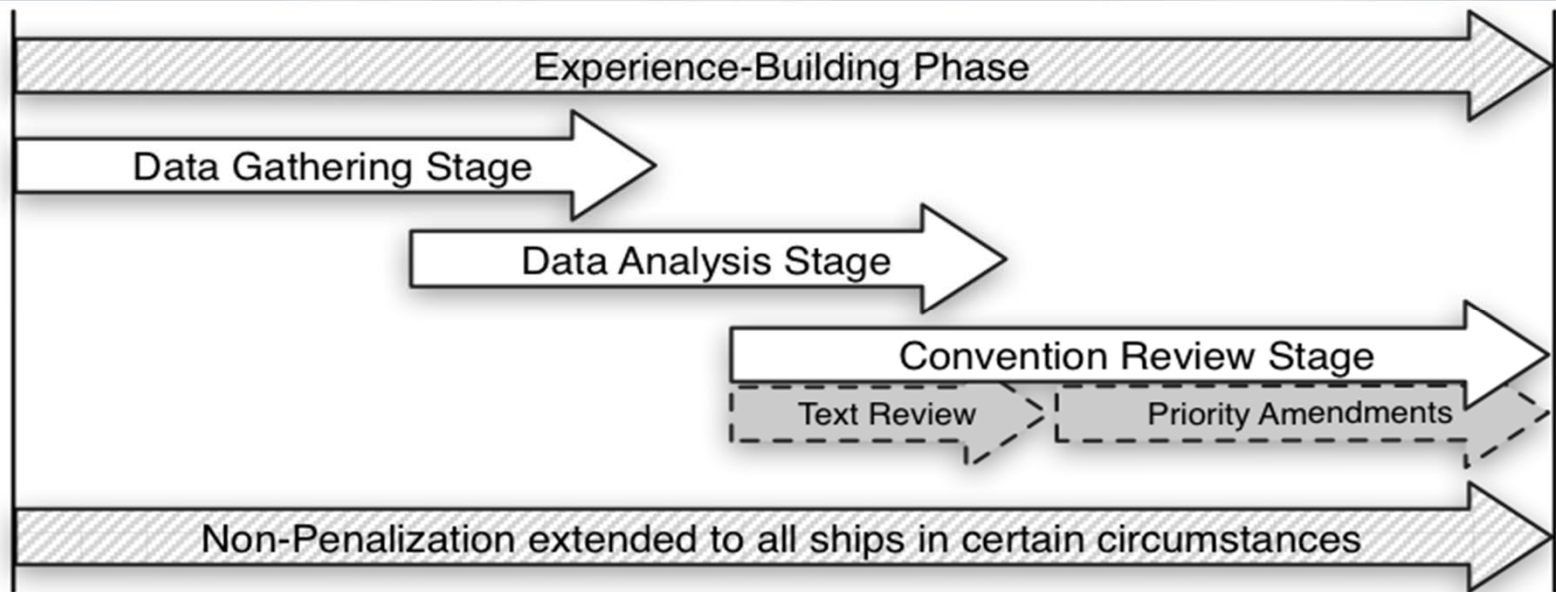 Experience-Building Phase
Data Gathering Stage
Data Analysis Stage
Convention Review Stage
Text Review
Priority Amendments
Non-Penalization extended to all ships in certain circumstances